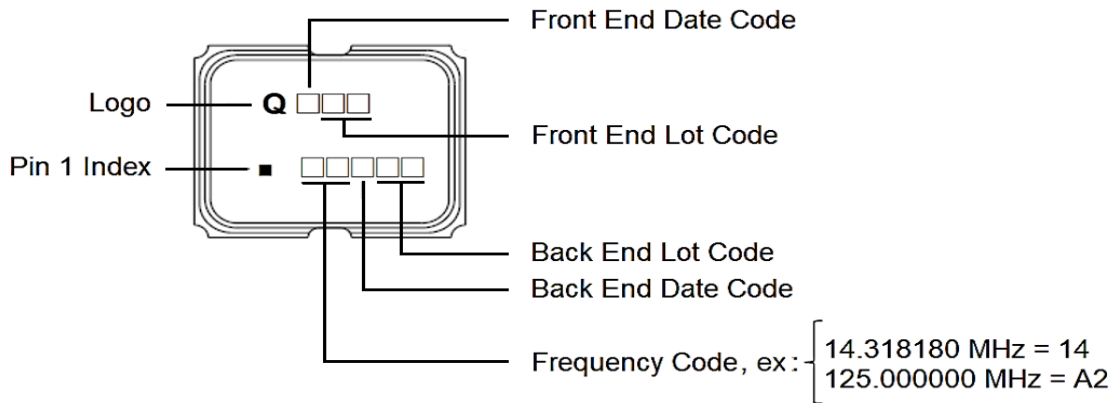 Front End Date Code
Logo
Q
Front End Lot Code
Pin 1 Index
Back End Lot Code
Back End Date Code
Frequency Code, ex:
14.318180 MHz = 14
125.000000 MHz = A2